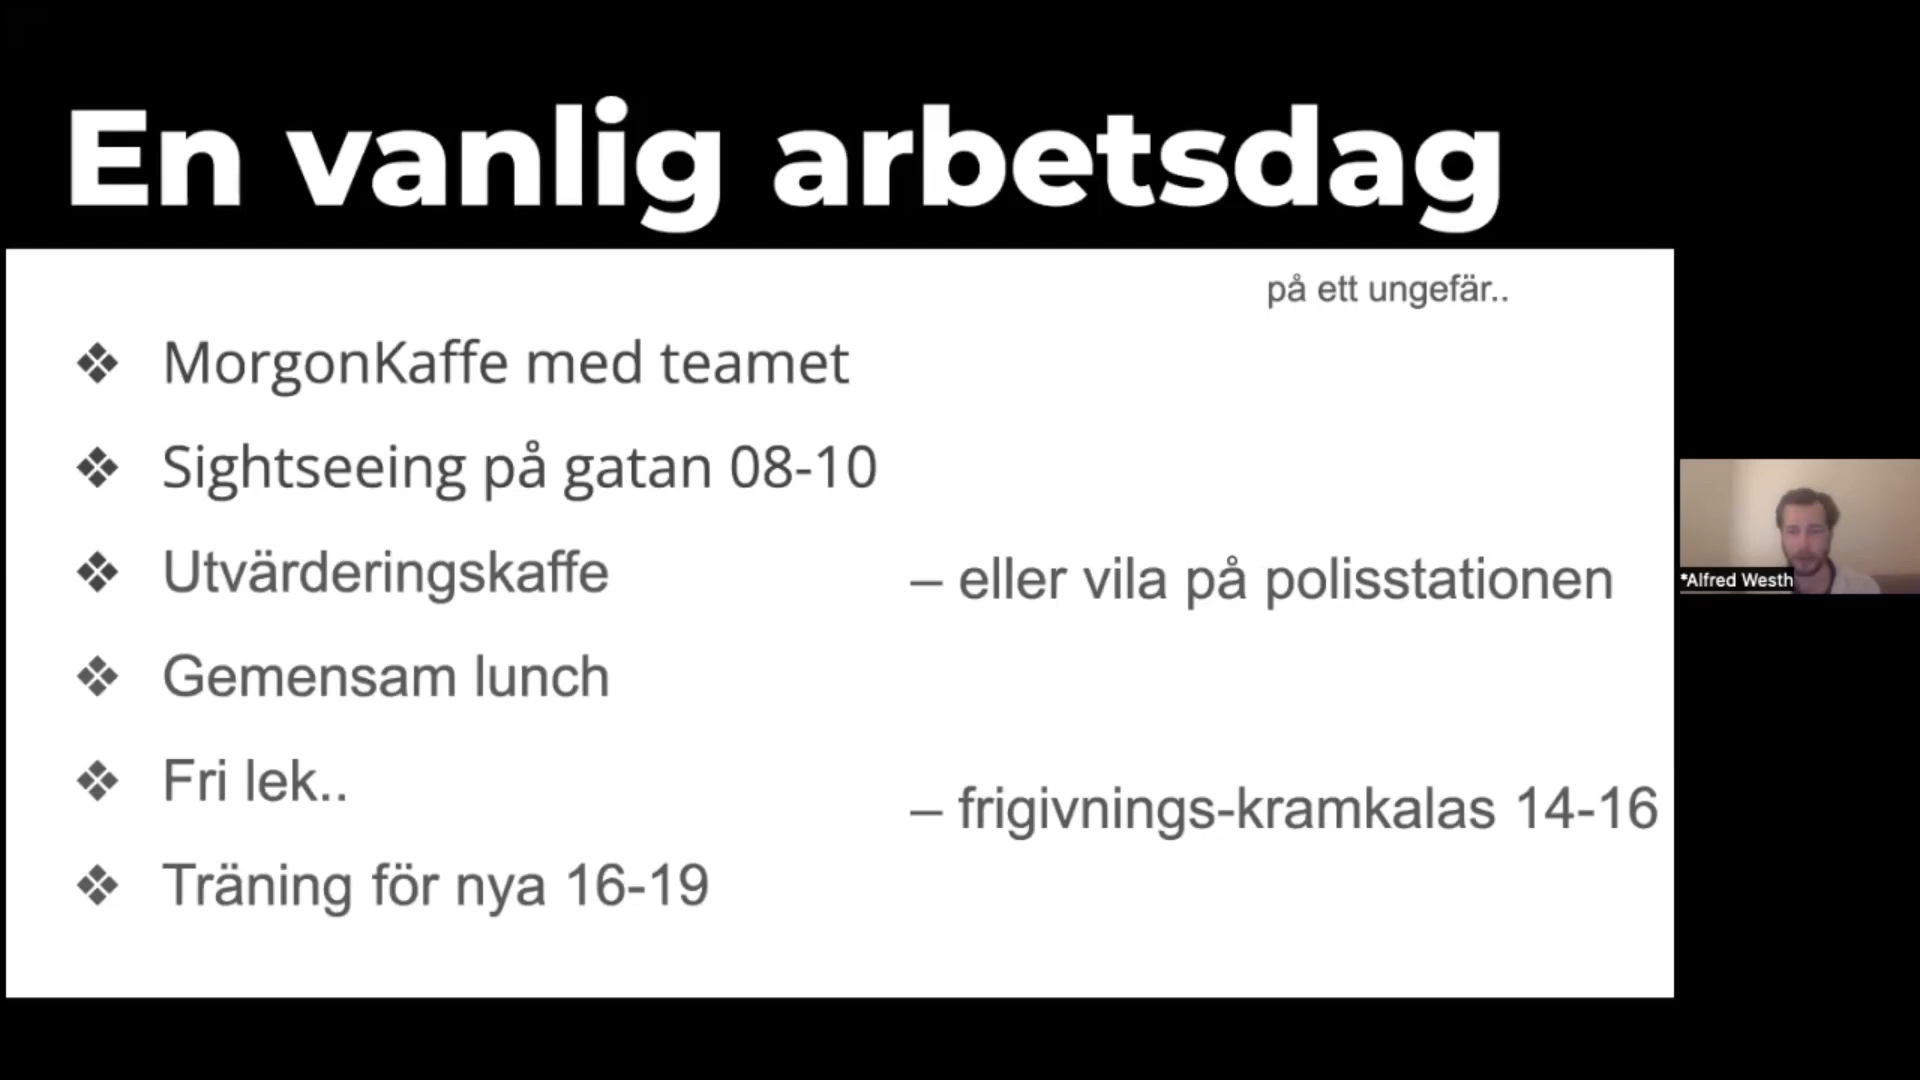 En vanlig arbetsdag
på ett ungefär..
❖ MorgonKaffe med teamet
❖ Sightseeing på gatan 08-10
❖ Utvärderingskaffe – eller vila på polisstationen
❖ Gemensam lunch
❖ Fri lek..
– frigivnings-kramkalas 14-16
❖ Träning för nya 16-19
*Alfred Westh